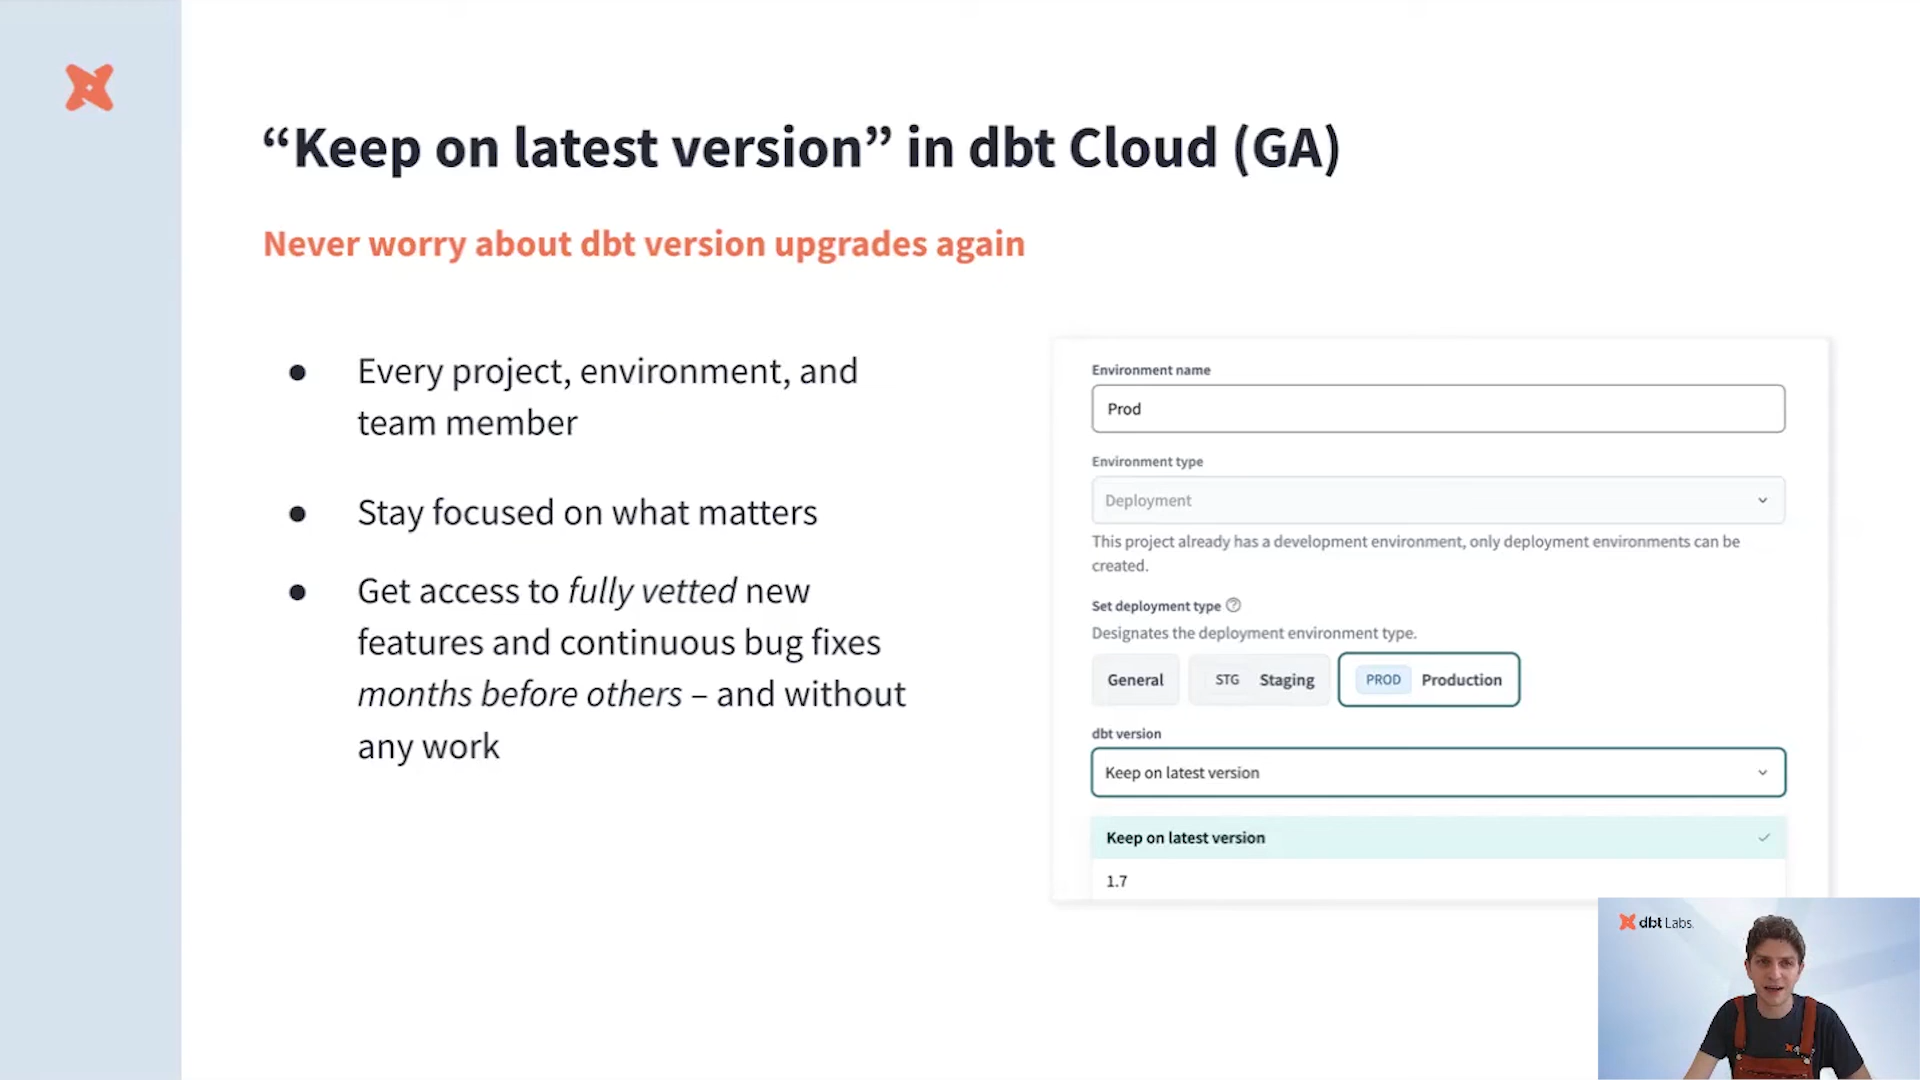 “Keep on latest version” in dbt Cloud (GA)
Never worry about dbt version upgrades again
● Every project, environment, and
team member
● Stay focused on what matters
● Get access to fully vetted new
features and continuous bug fixes
months before others – and without
any work
Environment name
Prod
Environment type
Deployment
This project already has a development environment, only deployment environments can be
created.
Set deployment type
Designates the deployment environment type.
General STG Staging PROD Production
dbt version
Keep on latest version
Keep on latest version
1.7
dbt Labs